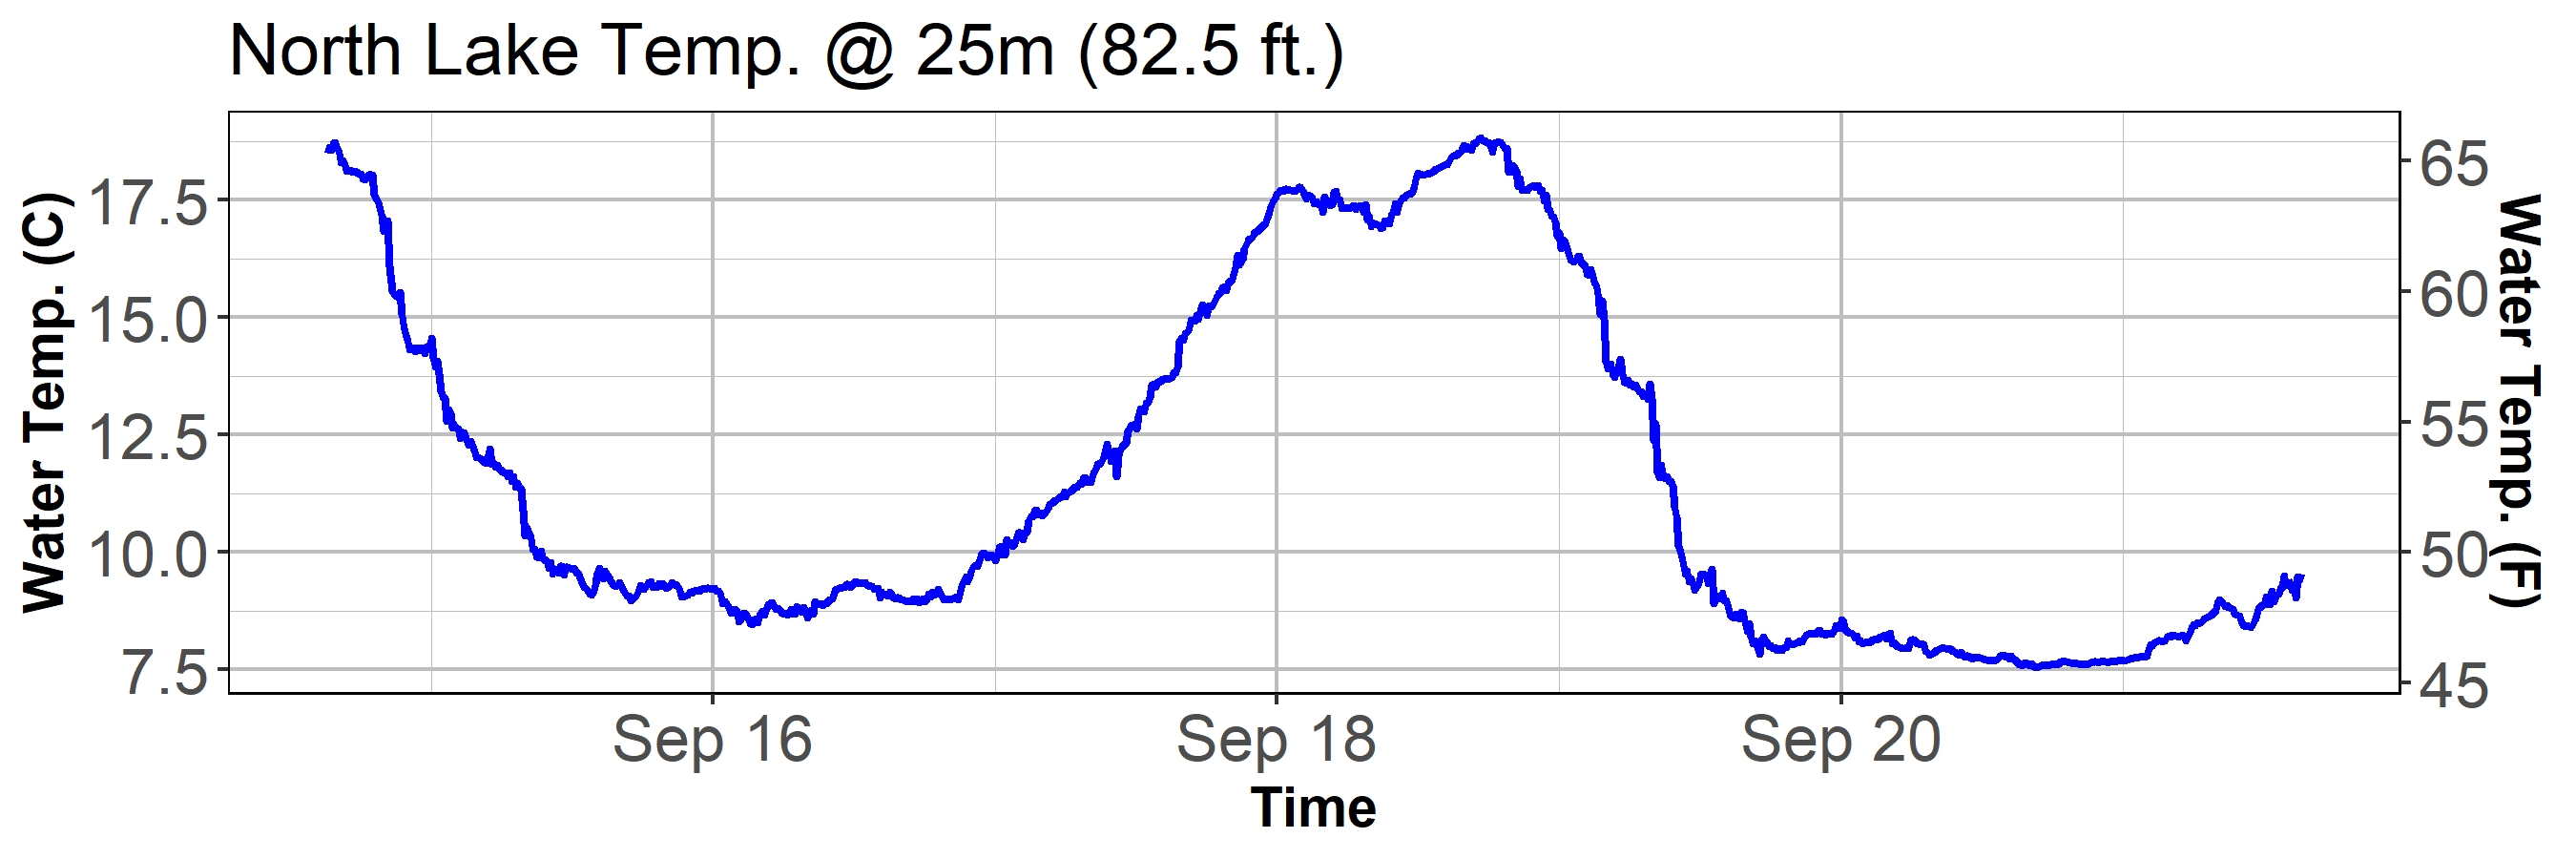 North Lake Temp. @ 25m (82.5 ft.)
Water Temp. (C)
17.5
15.0
12.5
10.0
7.5
65
60
55
50
45
Water Temp. (F)
Sep 16 Sep 18 Sep 20
Time